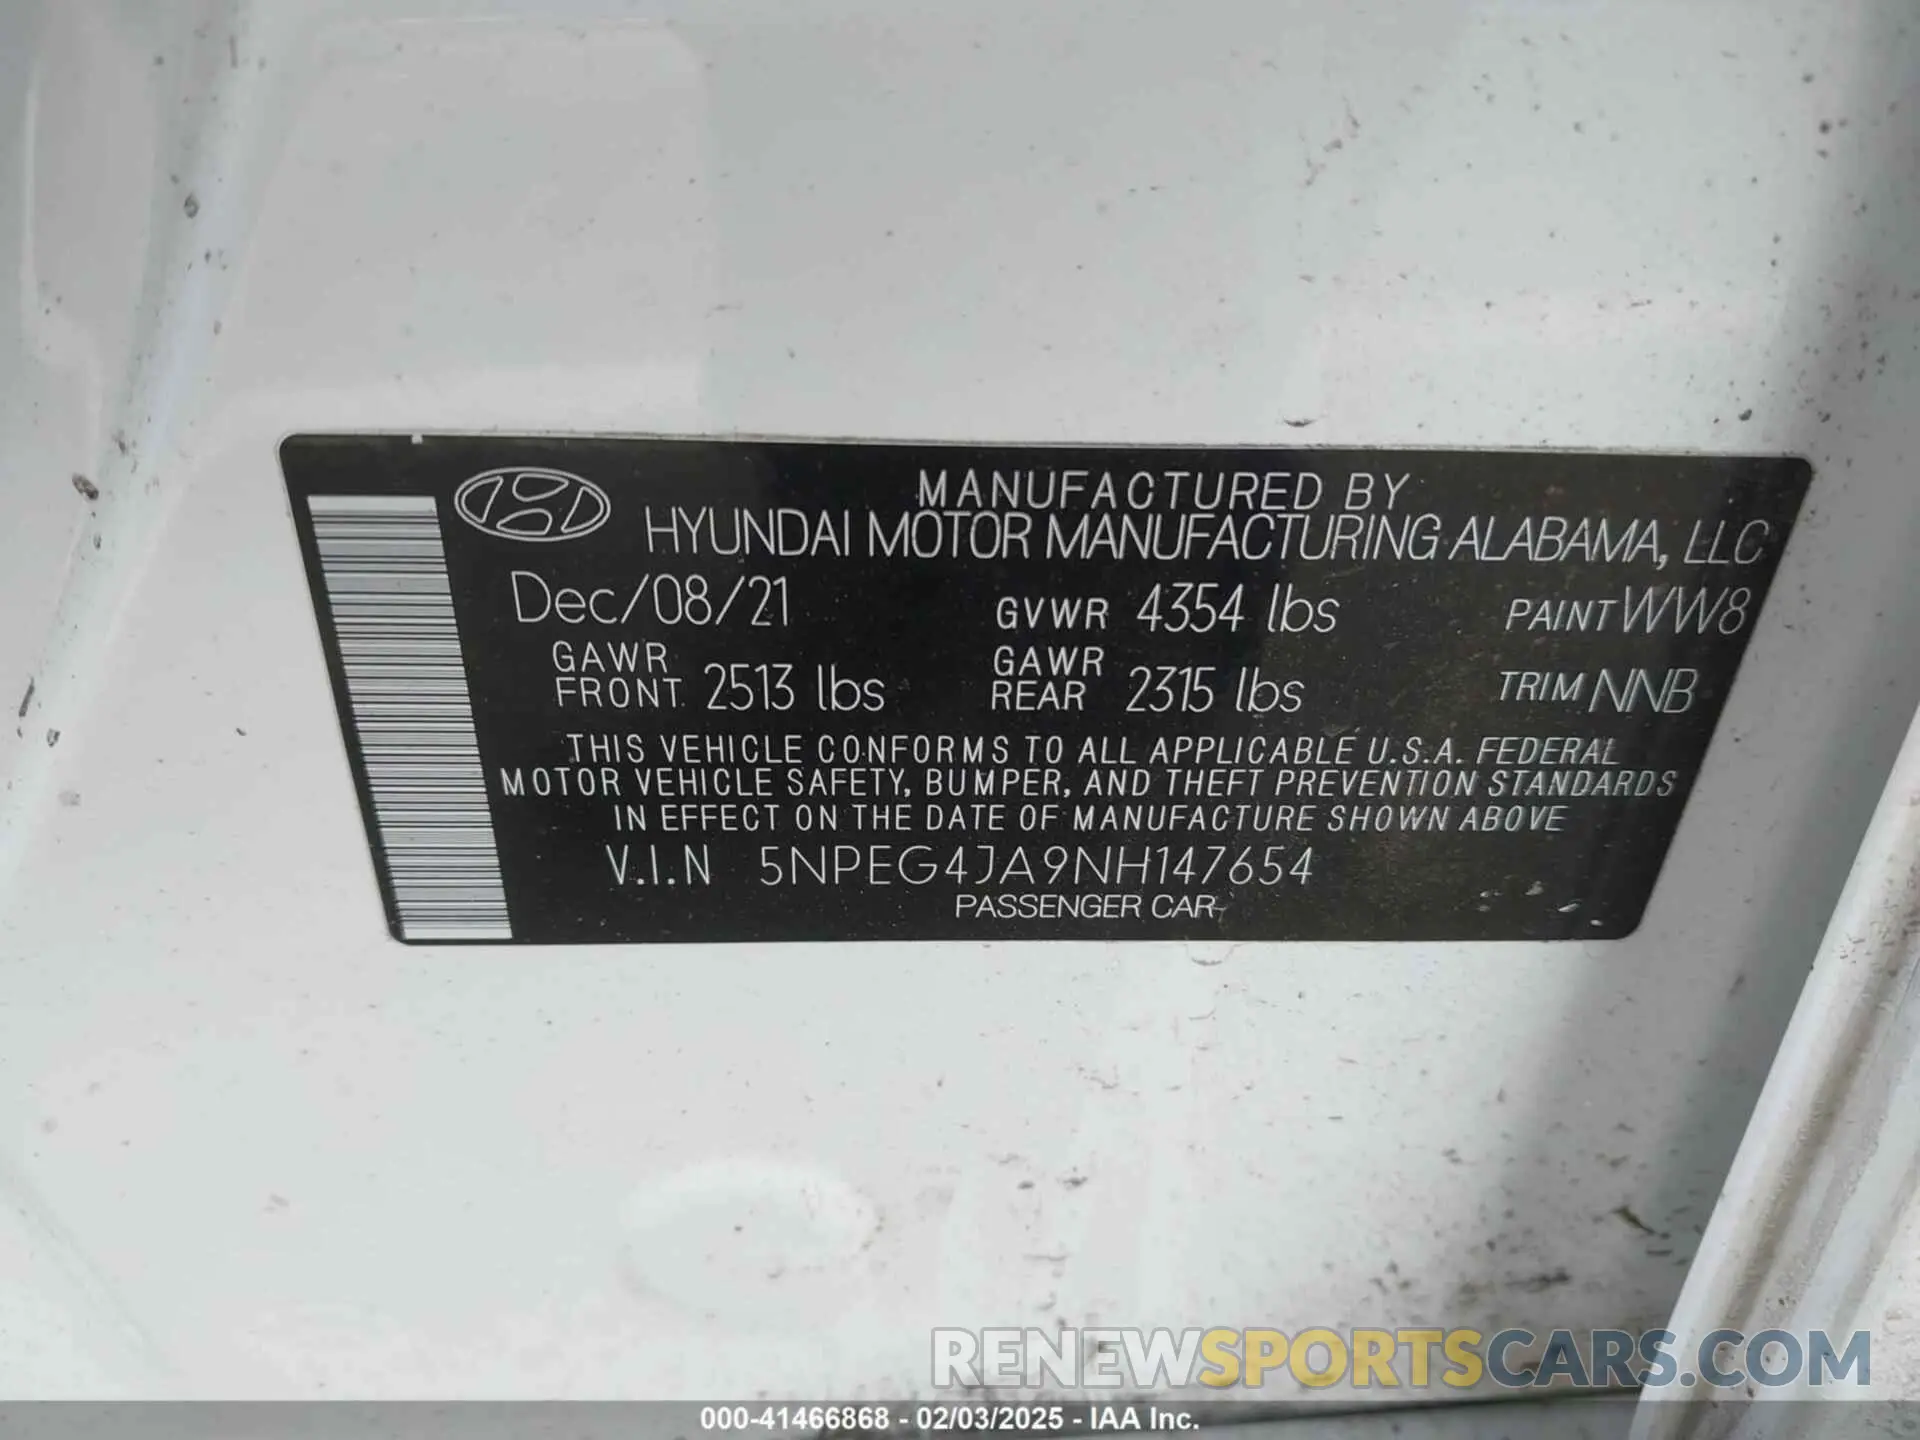 MANUFACTURED BY
HYUNDAI MOTOR MANUFACTURING ALABAMA, LLC
Dec/08/21 GVWR 4354 lbs PAINT WW8
GAWR FRONT 2513 lbs GAWR REAR 2315 lbs TRIM NNB
THIS VEHICLE CONFORMS TO ALL APPLICABLE U.S.A. FEDERAL
MOTOR VEHICLE SAFETY, BUMPER, AND THEFT PREVENTION STANDARDS
IN EFFECT ON THE DATE OF MANUFACTURE SHOWN ABOVE
V.I.N 5NPEG4JA9NH147654
PASSENGER CAR
RENEWSPORTSCARS.COM
000-41466868 - 02/03/2025 - IAA Inc.